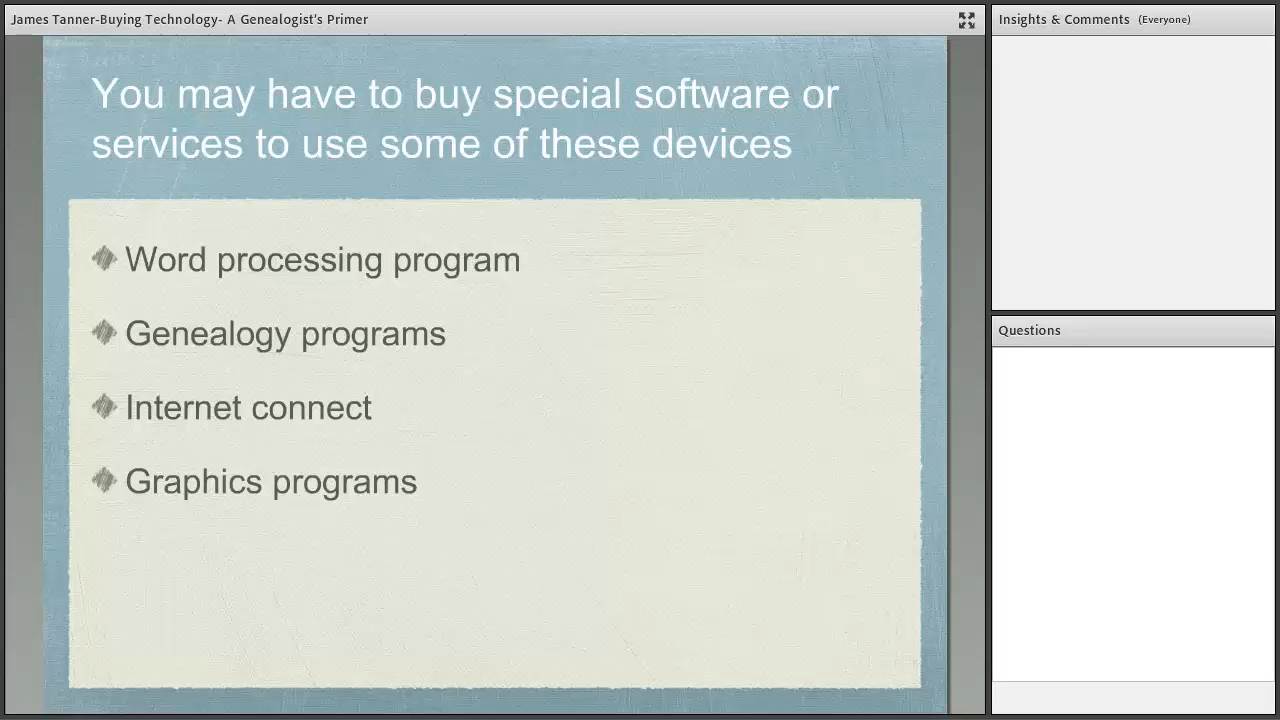 James Tanner-Buying Technology- A Genealogist's Primer
You may have to buy special software or
services to use some of these devices
Word processing program
Genealogy programs
Internet connect
Graphics programs
Insights & Comments (Everyone)
Questions